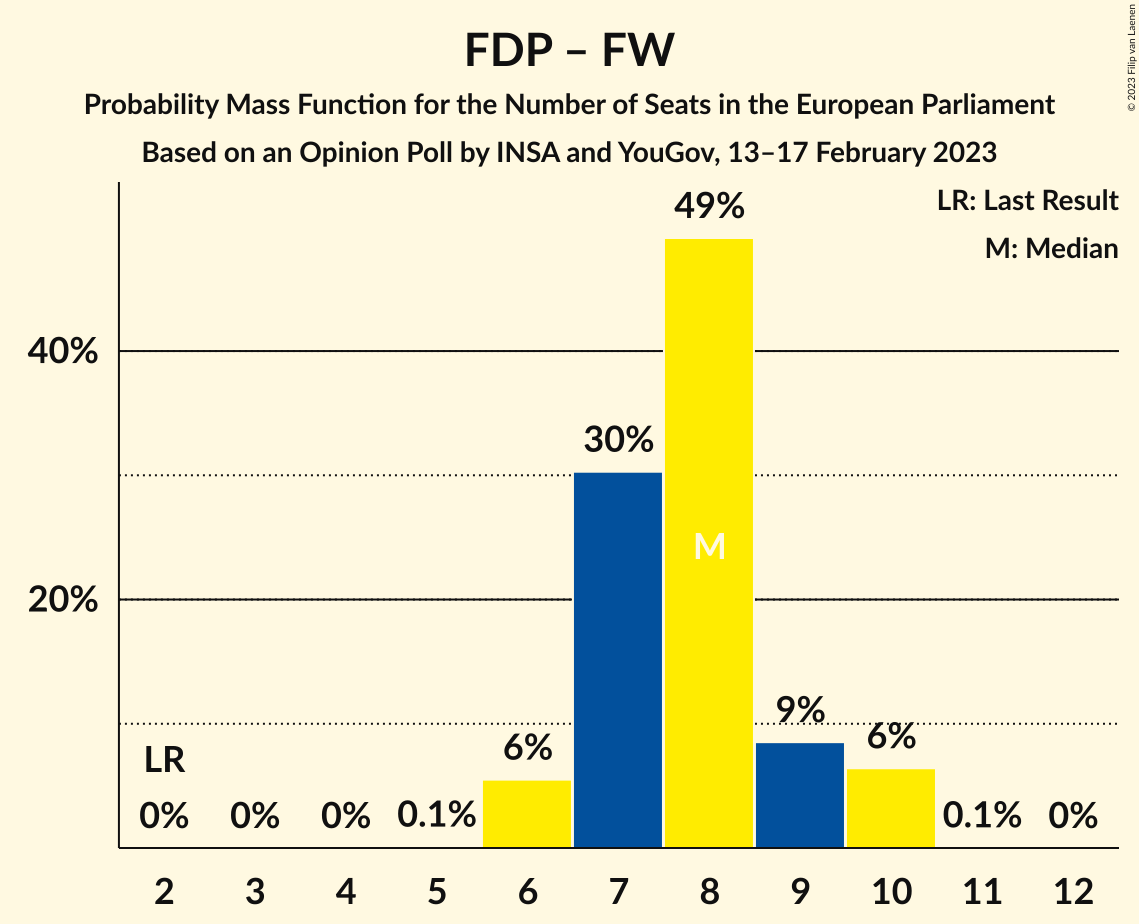 FDP – FW
Probability Mass Function for the Number of Seats in the European Parliament
Based on an Opinion Poll by INSA and YouGov, 13–17 February 2023
© 2023 Filip van Laenen
LR: Last Result
M: Median
49%
40%
30%
M
20%
9%
6%
6%
LR
0% 0% 0% 0.1% 0.1% 0%
2 3 4 5 6 7 8 9 10 11 12